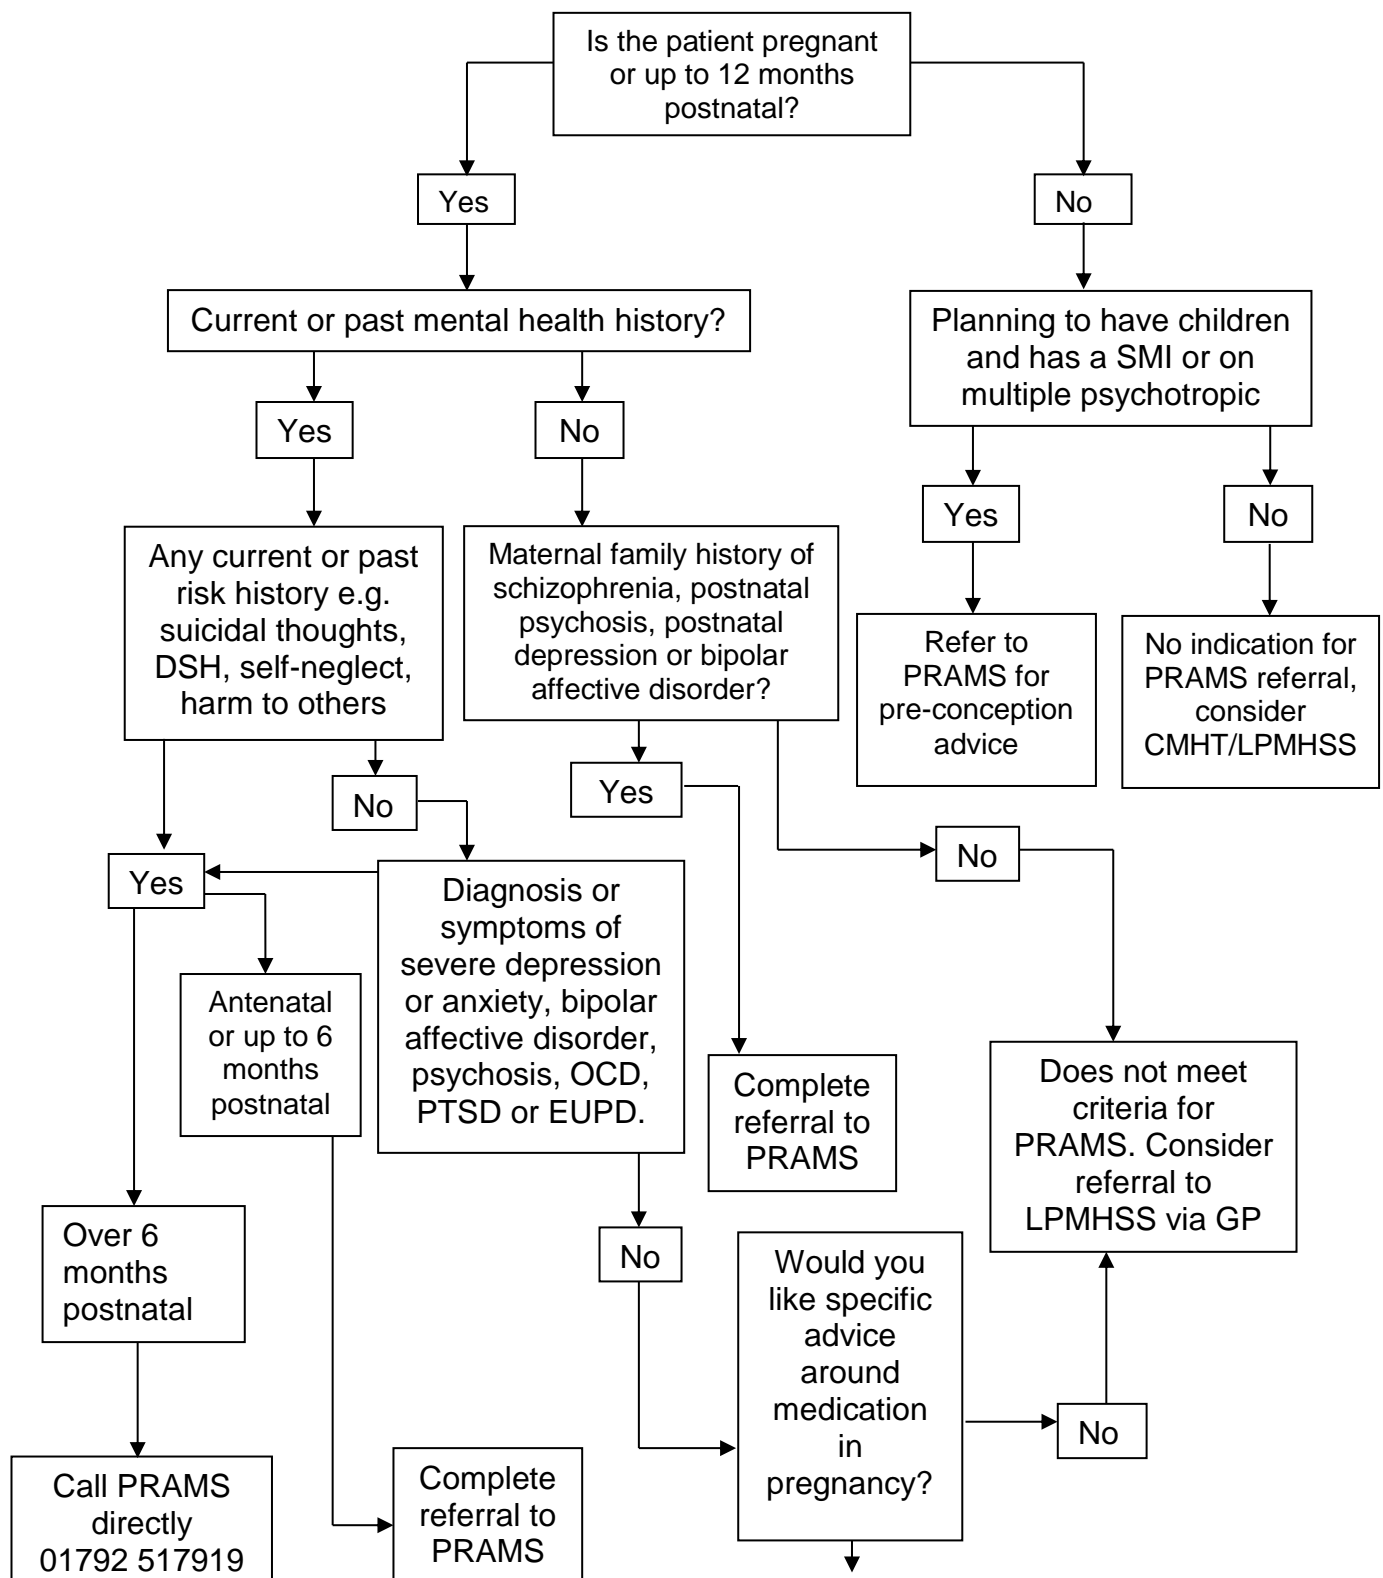 Is the patient pregnant
or up to 12 months
postnatal?
Yes
No
Current or past mental health history?
Planning to have children
and has a SMI or on
multiple psychotropic
Yes
No
Yes
No
Any current or past
risk history e.g.
suicidal thoughts,
DSH, self-neglect,
harm to others
Maternal family history of
schizophrenia, postnatal
psychosis, postnatal
depression or bipolar
affective disorder?
Refer to
PRAMS for
pre-conception
advice
No indication for
PRAMS referral,
consider
CMHT/LPMHSS
No
Yes
No
Yes
Diagnosis or
symptoms of
severe depression
or anxiety, bipolar
affective disorder,
psychosis, OCD,
PTSD or EUPD.
Antenatal
or up to 6
months
postnatal
Complete
referral to
PRAMS
Does not meet
criteria for
PRAMS. Consider
referral to
LPMHSS via GP
Over 6
months
postnatal
No
Would you
like specific
advice
around
medication
in
pregnancy?
No
Call PRAMS
directly
01792 517919
Complete
referral to
PRAMS